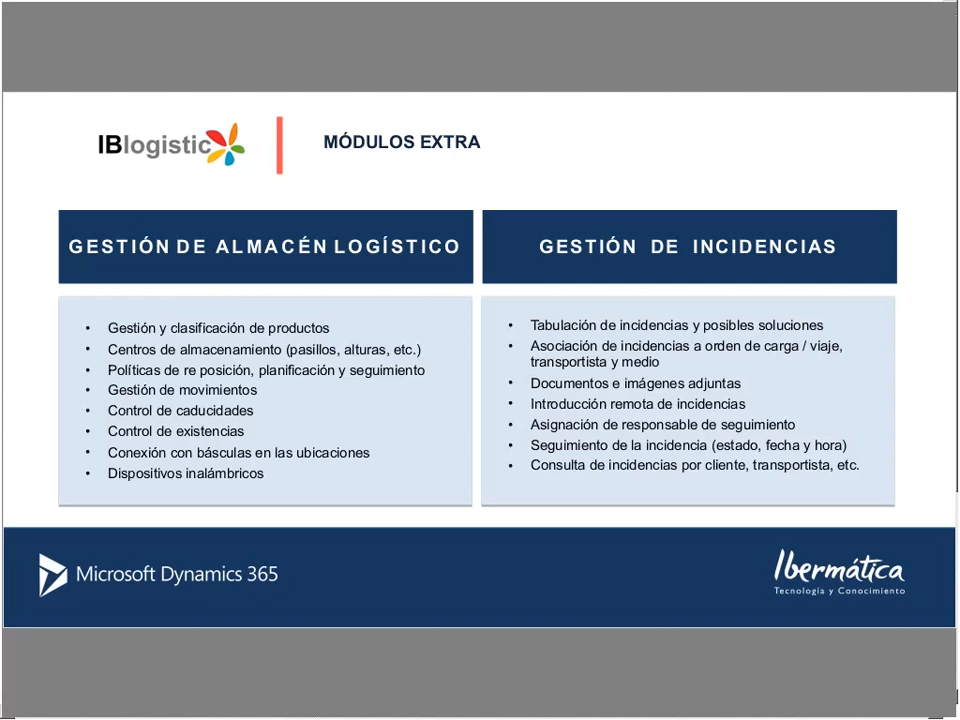 IBlogistic
MÓDULOS EXTRA
GESTIÓN DE ALMACÉN LOGÍSTICO
• Gestión y clasificación de productos
• Centros de almacenamiento (pasillos, alturas, etc.)
• Políticas de re posición, planificación y seguimiento
• Gestión de movimientos
• Control de caducidades
• Control de existencias
• Conexión con básculas en las ubicaciones
• Dispositivos inalámbricos
GESTIÓN DE INCIDENCIAS
• Tabulación de incidencias y posibles soluciones
• Asociación de incidencias a orden de carga / viaje,
transportista y medio
• Documentos e imágenes adjuntas
• Introducción remota de incidencias
• Asignación de responsable de seguimiento
• Seguimiento de la incidencia (estado, fecha y hora)
• Consulta de incidencias por cliente, transportista, etc.
Microsoft Dynamics 365
Ibermática
Tecnología y Conocimiento